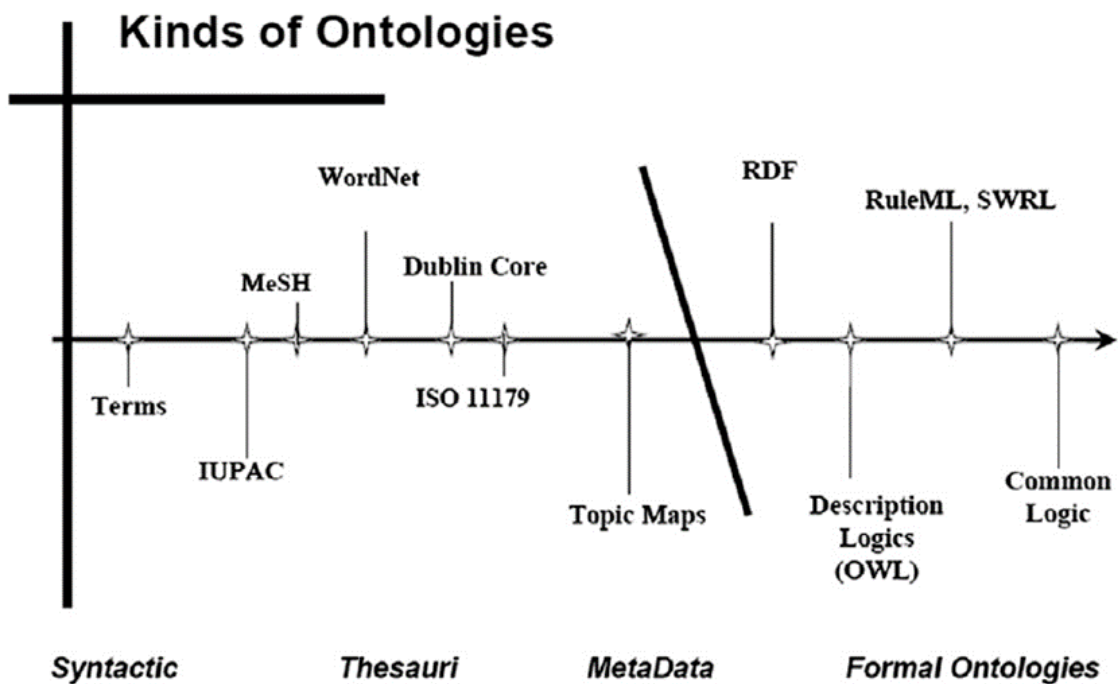 Kinds of Ontologies
WordNet
RDF
RuleML, SWRL
MeSH
Dublin Core
Terms
ISO 11179
IUPAC
Topic Maps
Description
Logics
(OWL)
Common
Logic
Syntactic
Thesauri
MetaData
Formal Ontologies